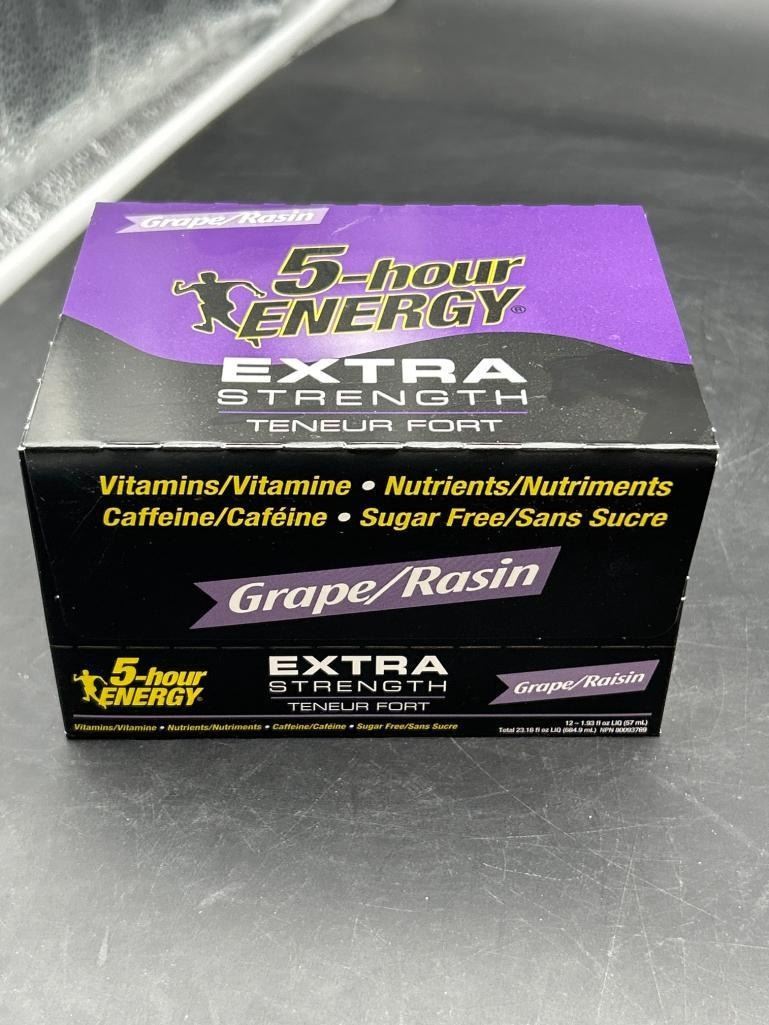 Grape/Rasin
5-hour
ENERGY®
EXTRA
STRENGTH
TENEUR FORT
Vitamins/Vitamine • Nutrients/Nutriments
Caffeine/Caféine • Sugar Free/Sans Sucre
Grape/Rasin
5-hour
ENERGY®
EXTRA
STRENGTH
TENEUR FORT
Grape/Raisin
Vitamins/Vitamine • Nutrients/Nutriments • Caffeine/Caféine • Sugar Free/Sans Sucre
12 – 1.93 fl oz LIQ (57 mL)
Total 23.16 fl oz LIQ (684.9 mL) NPN 80093769